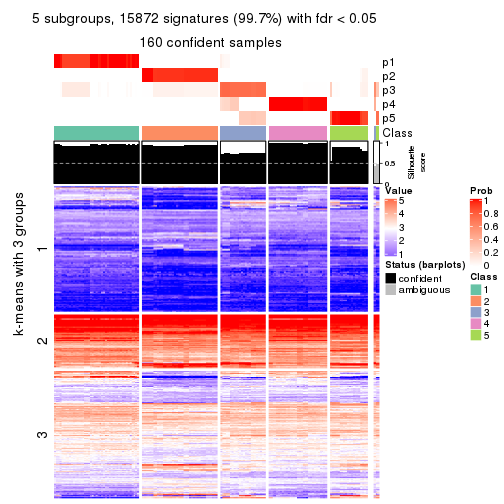 5 subgroups, 15872 signatures (99.7%) with fdr < 0.05
160 confident samples
p1
p2
p3
p4
p5
Class
1
0.5
0
Silhouette
score
k-means with 3 groups
1
2
3
Value
5
4
3
2
1
Status (barplots)
confident
ambiguous
Prob
1
0.8
0.6
0.4
0.2
0
Class
1
2
3
4
5